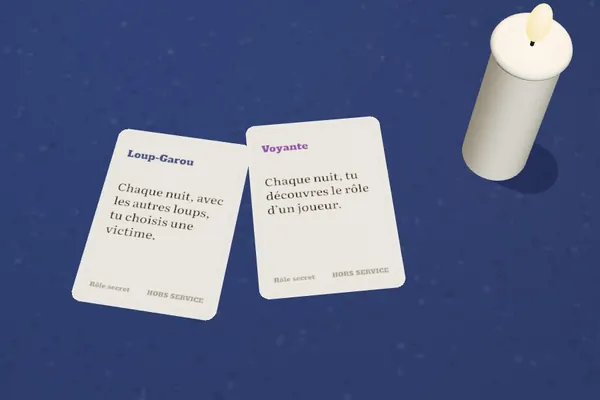 Loup-Garou
Chaque nuit, avec
les autres loups,
tu choisis une
victime.
Rôle secret
HORS SERVICE
Voyante
Chaque nuit, tu
découvres le rôle
d'un joueur.
Rôle secret
HORS SERVICE